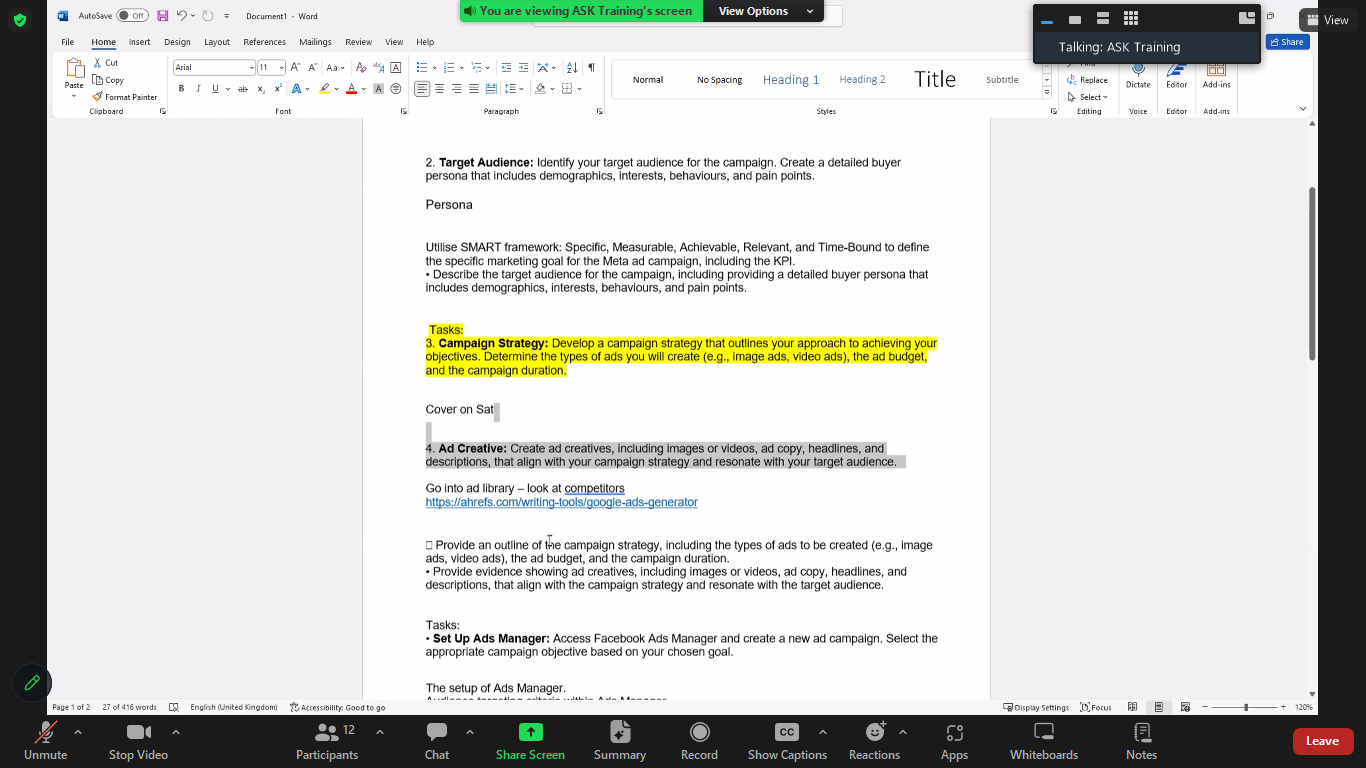 AutoSave Off Document1 - Word
You are viewing ASK Training's screen View Options
Talking: ASK Training
View
File Home Insert Design Layout References Mailings Review View Help
Share
Paste
Cut
Copy
Format Painter
Clipboard
Arial 11
Font
Paragraph
Normal No Spacing Heading 1 Heading 2 Title Subtitle
Styles
Replace
Select
Editing
Dictate
Voice
Editor
Editor
Add-ins
Add-ins
2. Target Audience: Identify your target audience for the campaign. Create a detailed buyer
persona that includes demographics, interests, behaviours, and pain points.
Persona
Utilise SMART framework: Specific, Measurable, Achievable, Relevant, and Time-Bound to define
the specific marketing goal for the Meta ad campaign, including the KPI.
• Describe the target audience for the campaign, including providing a detailed buyer persona that
includes demographics, interests, behaviours, and pain points.
Tasks:
3. Campaign Strategy: Develop a campaign strategy that outlines your approach to achieving your
objectives. Determine the types of ads you will create (e.g., image ads, video ads), the ad budget,
and the campaign duration.
Cover on Sat
4. Ad Creative: Create ad creatives, including images or videos, ad copy, headlines, and
descriptions, that align with your campaign strategy and resonate with your target audience.
Go into ad library – look at competitors
https://ahrefs.com/writing-tools/google-ads-generator
Provide an outline of the campaign strategy, including the types of ads to be created (e.g., image
ads, video ads), the ad budget, and the campaign duration.
• Provide evidence showing ad creatives, including images or videos, ad copy, headlines, and
descriptions, that align with the campaign strategy and resonate with the target audience.
Tasks:
• Set Up Ads Manager: Access Facebook Ads Manager and create a new ad campaign. Select the
appropriate campaign objective based on your chosen goal.
The setup of Ads Manager.
Audience targeting criteria within Ads Manager
Page 1 of 2 27 of 416 words English (United Kingdom) Accessibility: Good to go
Display Settings Focus 120%
Unmute Stop Video Participants 12 Chat Share Screen Summary Record Show Captions Reactions Apps Whiteboards Notes Leave